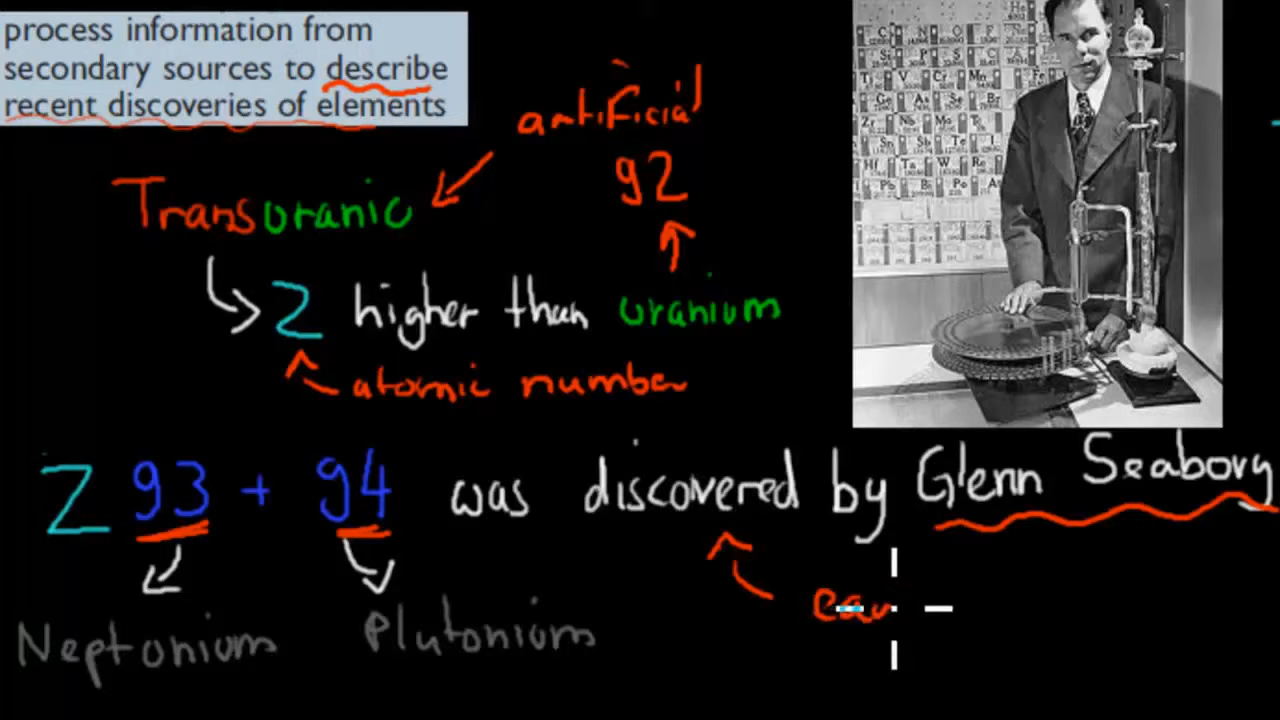 process information from
secondary sources to describe
recent discoveries of elements
artificial
92
Transuranic
Z higher than uranium
atomic number
Z 93 + 94 was discovered by Glenn Seaborg
Neptonium Plutonium
ear